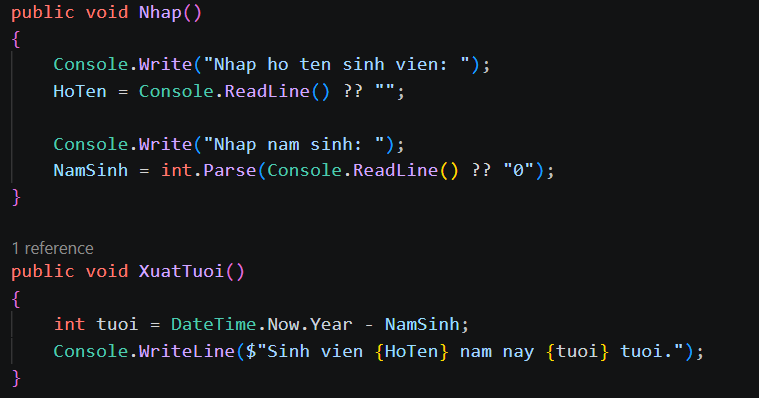 public void Nhap()
{
    Console.Write("Nhap ho ten sinh vien: ");
    HoTen = Console.ReadLine() ?? "";

    Console.Write("Nhap nam sinh: ");
    NamSinh = int.Parse(Console.ReadLine() ?? "0");
}

1 reference
public void XuatTuoi()
{
    int tuoi = DateTime.Now.Year - NamSinh;
    Console.WriteLine($"Sinh vien {HoTen} nam nay {tuoi} tuoi.");
}